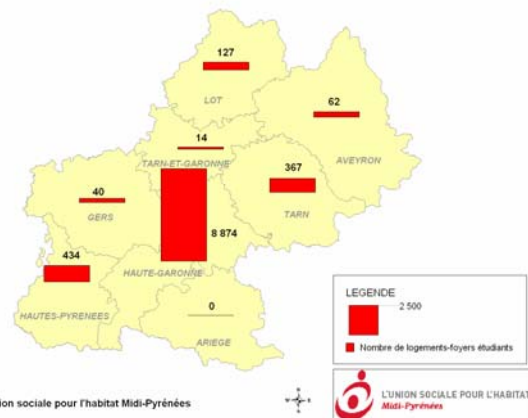 127
LOT
62
AVEYRON
14
TARN-ET-GARONNE
367
TARN
40
GERS
8 874
434
HAUTE-GARONNE
HAUTES-PYRENEES
0
ARIEGE
LEGENDE
2 500
Nombre de logements-foyers étudiants
ion sociale pour l'habitat Midi-Pyrénées
L'UNION SOCIALE POUR L'HABITAT
Midi-Pyrénées